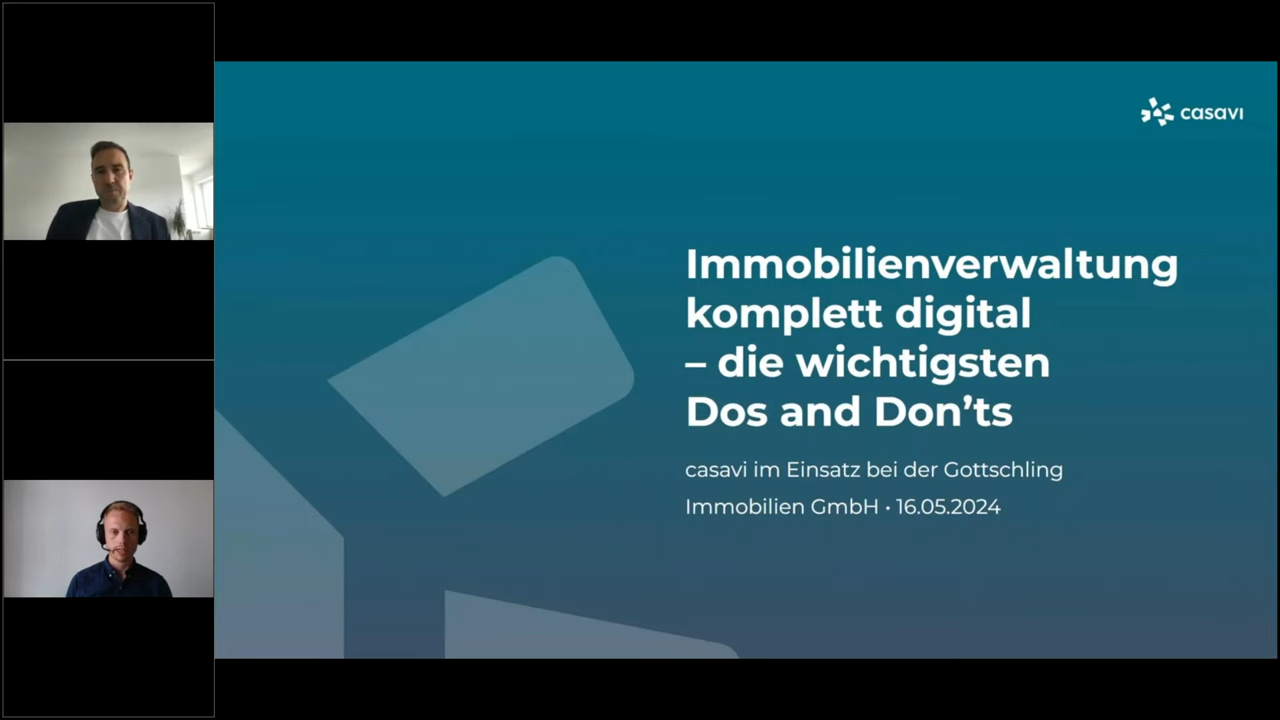 casavi
Immobilienverwaltung
komplett digital
– die wichtigsten
Dos and Don’ts
casavi im Einsatz bei der Gottschling
Immobilien GmbH • 16.05.2024